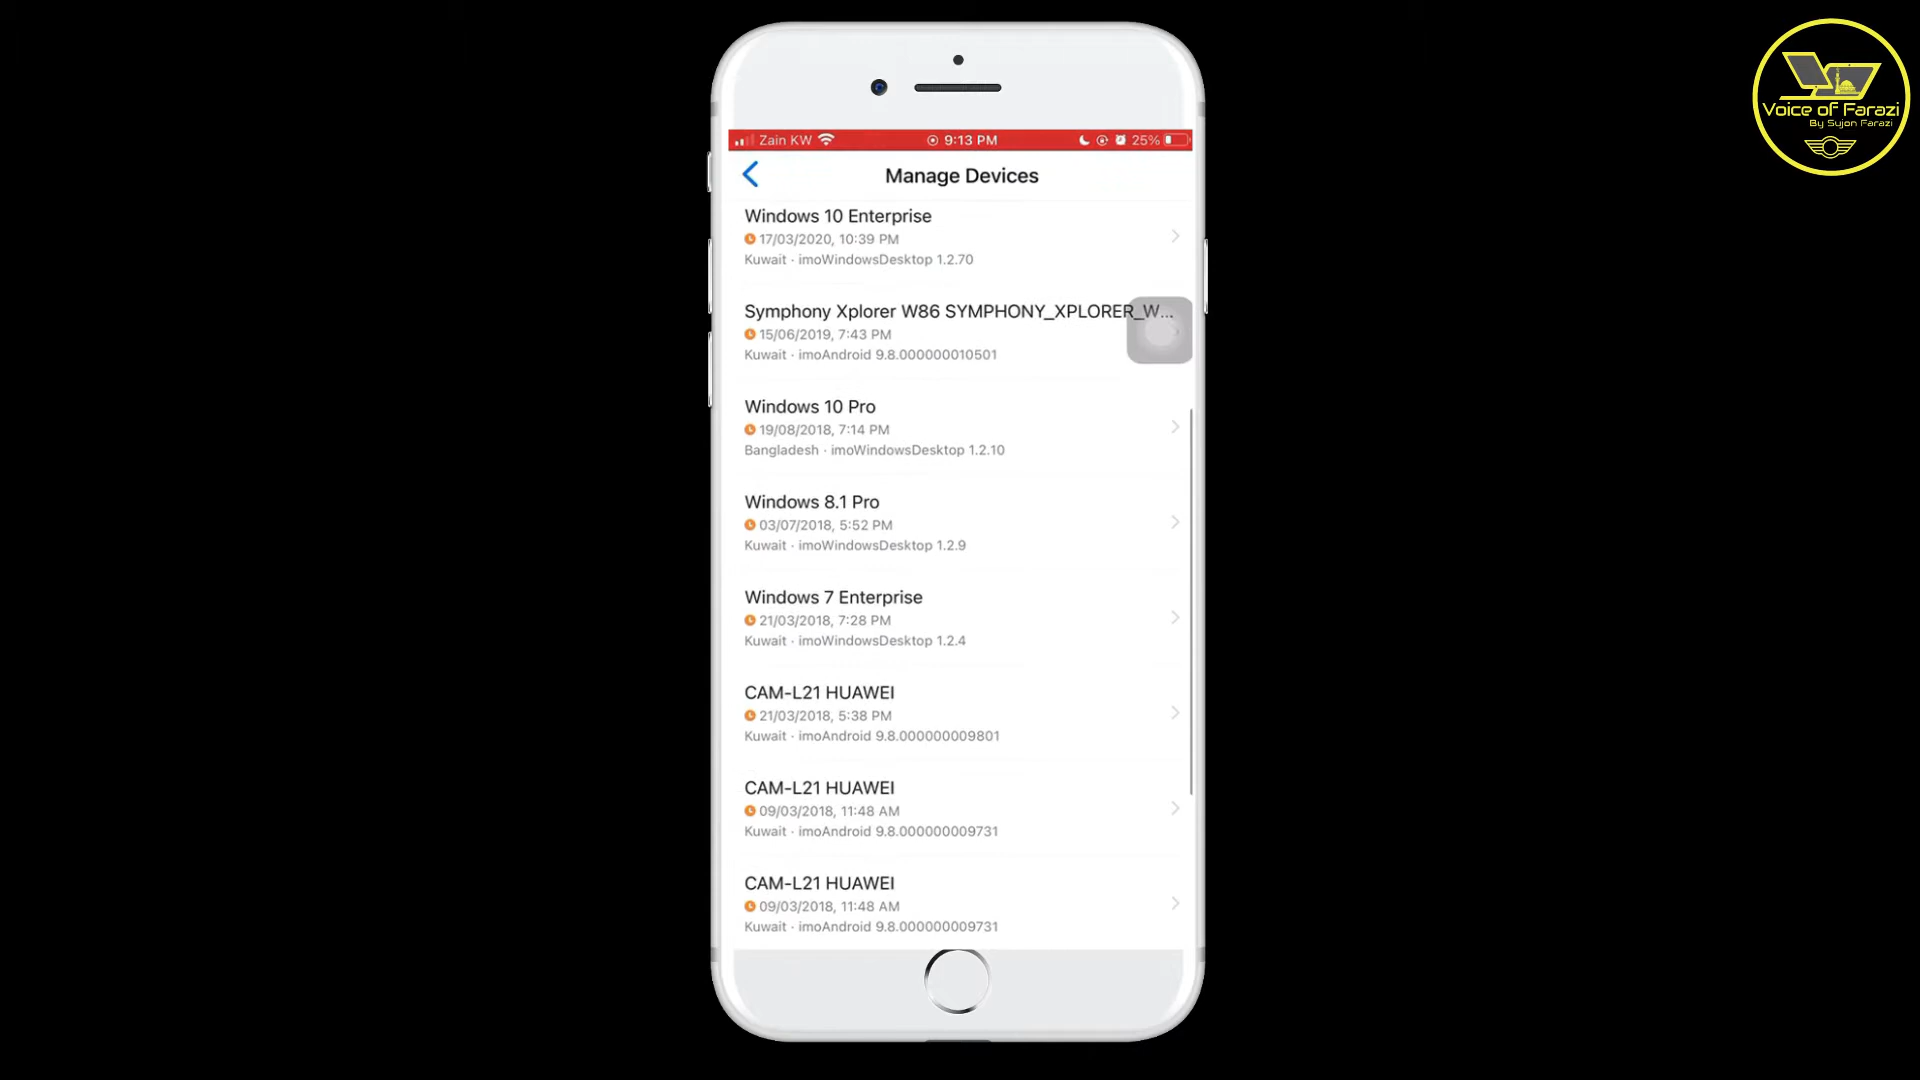 Zain KW
9:13 PM
25%
Manage Devices
Windows 10 Enterprise
17/03/2020, 10:39 PM
Kuwait · imoWindowsDesktop 1.2.70
Symphony Xplorer W86 SYMPHONY_XPLORER_W...
15/06/2019, 7:43 PM
Kuwait · imoAndroid 9.8.000000010501
Windows 10 Pro
19/08/2018, 7:14 PM
Bangladesh · imoWindowsDesktop 1.2.10
Windows 8.1 Pro
03/07/2018, 5:52 PM
Kuwait · imoWindowsDesktop 1.2.9
Windows 7 Enterprise
21/03/2018, 7:28 PM
Kuwait · imoWindowsDesktop 1.2.4
CAM-L21 HUAWEI
21/03/2018, 5:38 PM
Kuwait · imoAndroid 9.8.000000009801
CAM-L21 HUAWEI
09/03/2018, 11:48 AM
Kuwait · imoAndroid 9.8.000000009731
CAM-L21 HUAWEI
09/03/2018, 11:48 AM
Kuwait · imoAndroid 9.8.000000009731
Voice of Farazi
By Sujon Farazi